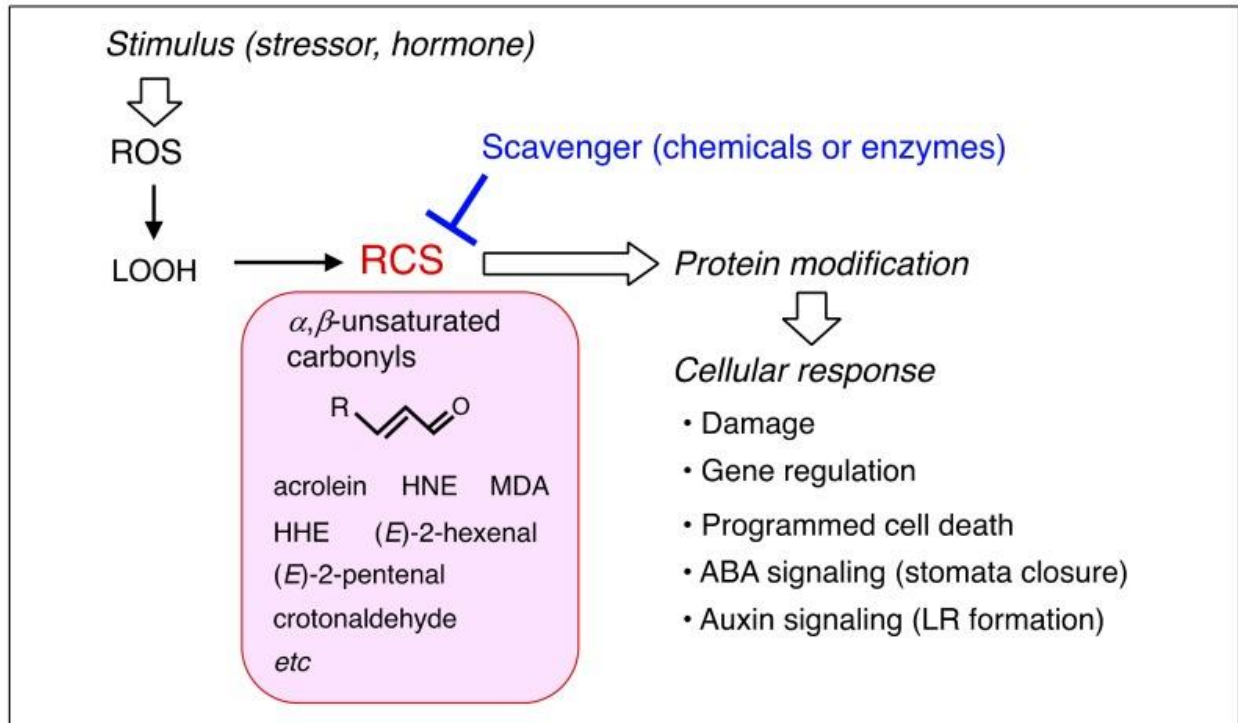 Stimulus (stressor, hormone)
ROS
Scavenger (chemicals or enzymes)
LOOH
RCS
Protein modification
α,β-unsaturated
carbonyls
R
O
acrolein HNE MDA
HHE (E)-2-hexenal
(E)-2-pentenal
crotonaldehyde
etc
Cellular response
• Damage
• Gene regulation
• Programmed cell death
• ABA signaling (stomata closure)
• Auxin signaling (LR formation)